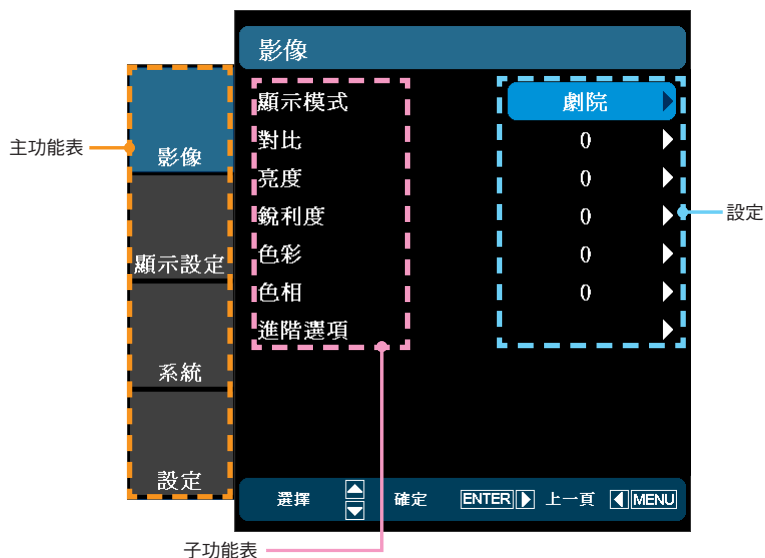 影像
顯示模式 劇院
對比 0
亮度 0
銳利度 0
色彩 0
色相 0
進階選項
主功能表
影像
顯示設定
系統
設定
設定
選擇 確定 ENTER 上一頁 MENU
子功能表